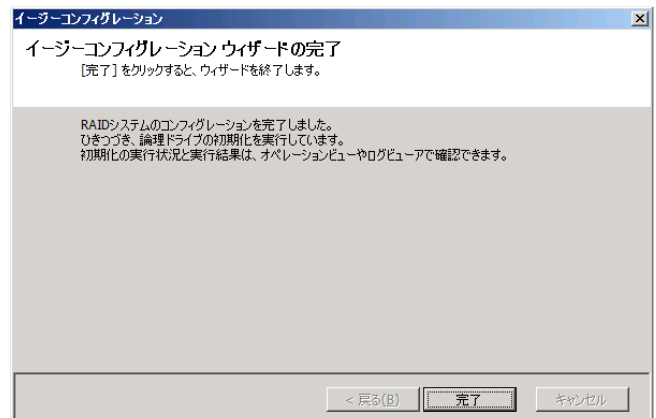 イージーコンフィグレーション
イージーコンフィグレーション ウィザードの完了
[完了] をクリックすると、ウィザードを終了します。
RAIDシステムのコンフィグレーションを完了しました。
ひきつづき、論理ドライブの初期化を実行しています。
初期化の実行状況と実行結果は、オペレーションビューやログビューアで確認できます。
< 戻る(B)
完了
キャンセル